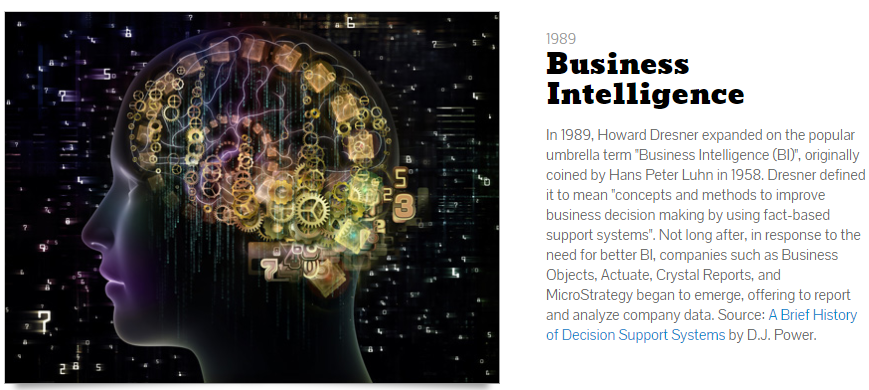 1989
Business
Intelligence
In 1989, Howard Dresner expanded on the popular
umbrella term "Business Intelligence (BI)", originally
coined by Hans Peter Luhn in 1958. Dresner defined
it to mean "concepts and methods to improve
business decision making by using fact-based
support systems". Not long after, in response to the
need for better BI, companies such as Business
Objects, Actuate, Crystal Reports, and
MicroStrategy began to emerge, offering to report
and analyze company data. Source: A Brief History
of Decision Support Systems by D.J. Power.